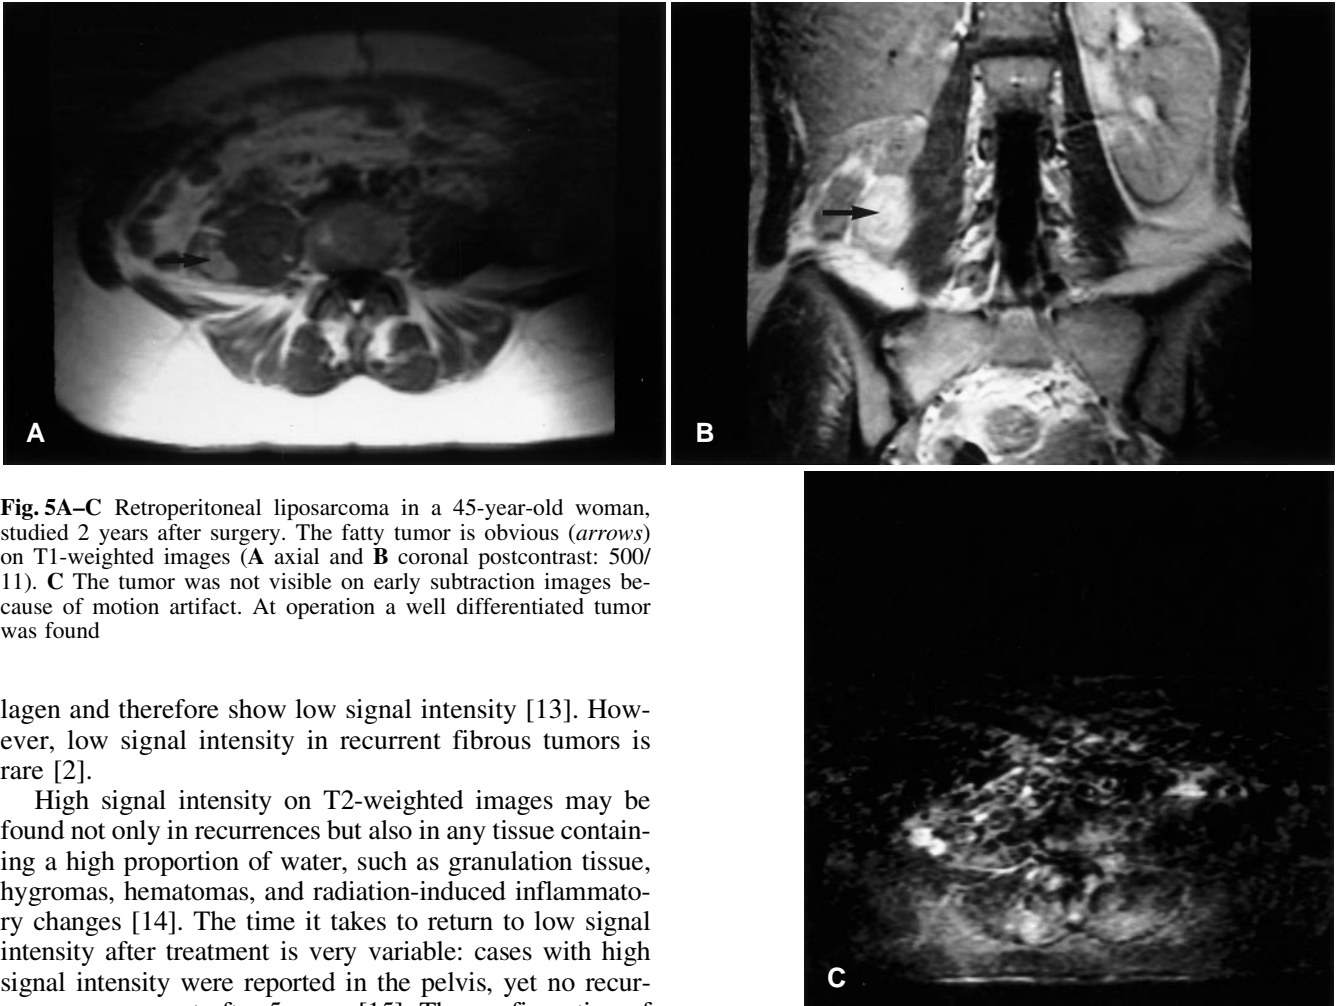 A
B
Fig. 5A–C Retroperitoneal liposarcoma in a 45-year-old woman,
studied 2 years after surgery. The fatty tumor is obvious (arrows)
on T1-weighted images (A axial and B coronal postcontrast: 500/
11). C The tumor was not visible on early subtraction images be-
cause of motion artifact. At operation a well differentiated tumor
was found
C
lagen and therefore show low signal intensity [13]. How-
ever, low signal intensity in recurrent fibrous tumors is
rare [2].
High signal intensity on T2-weighted images may be
found not only in recurrences but also in any tissue contain-
ing a high proportion of water, such as granulation tissue,
hygromas, hematomas, and radiation-induced inflammato-
ry changes [14]. The time it takes to return to low signal
intensity after treatment is very variable: cases with high
signal intensity were reported in the pelvis, yet no recur-